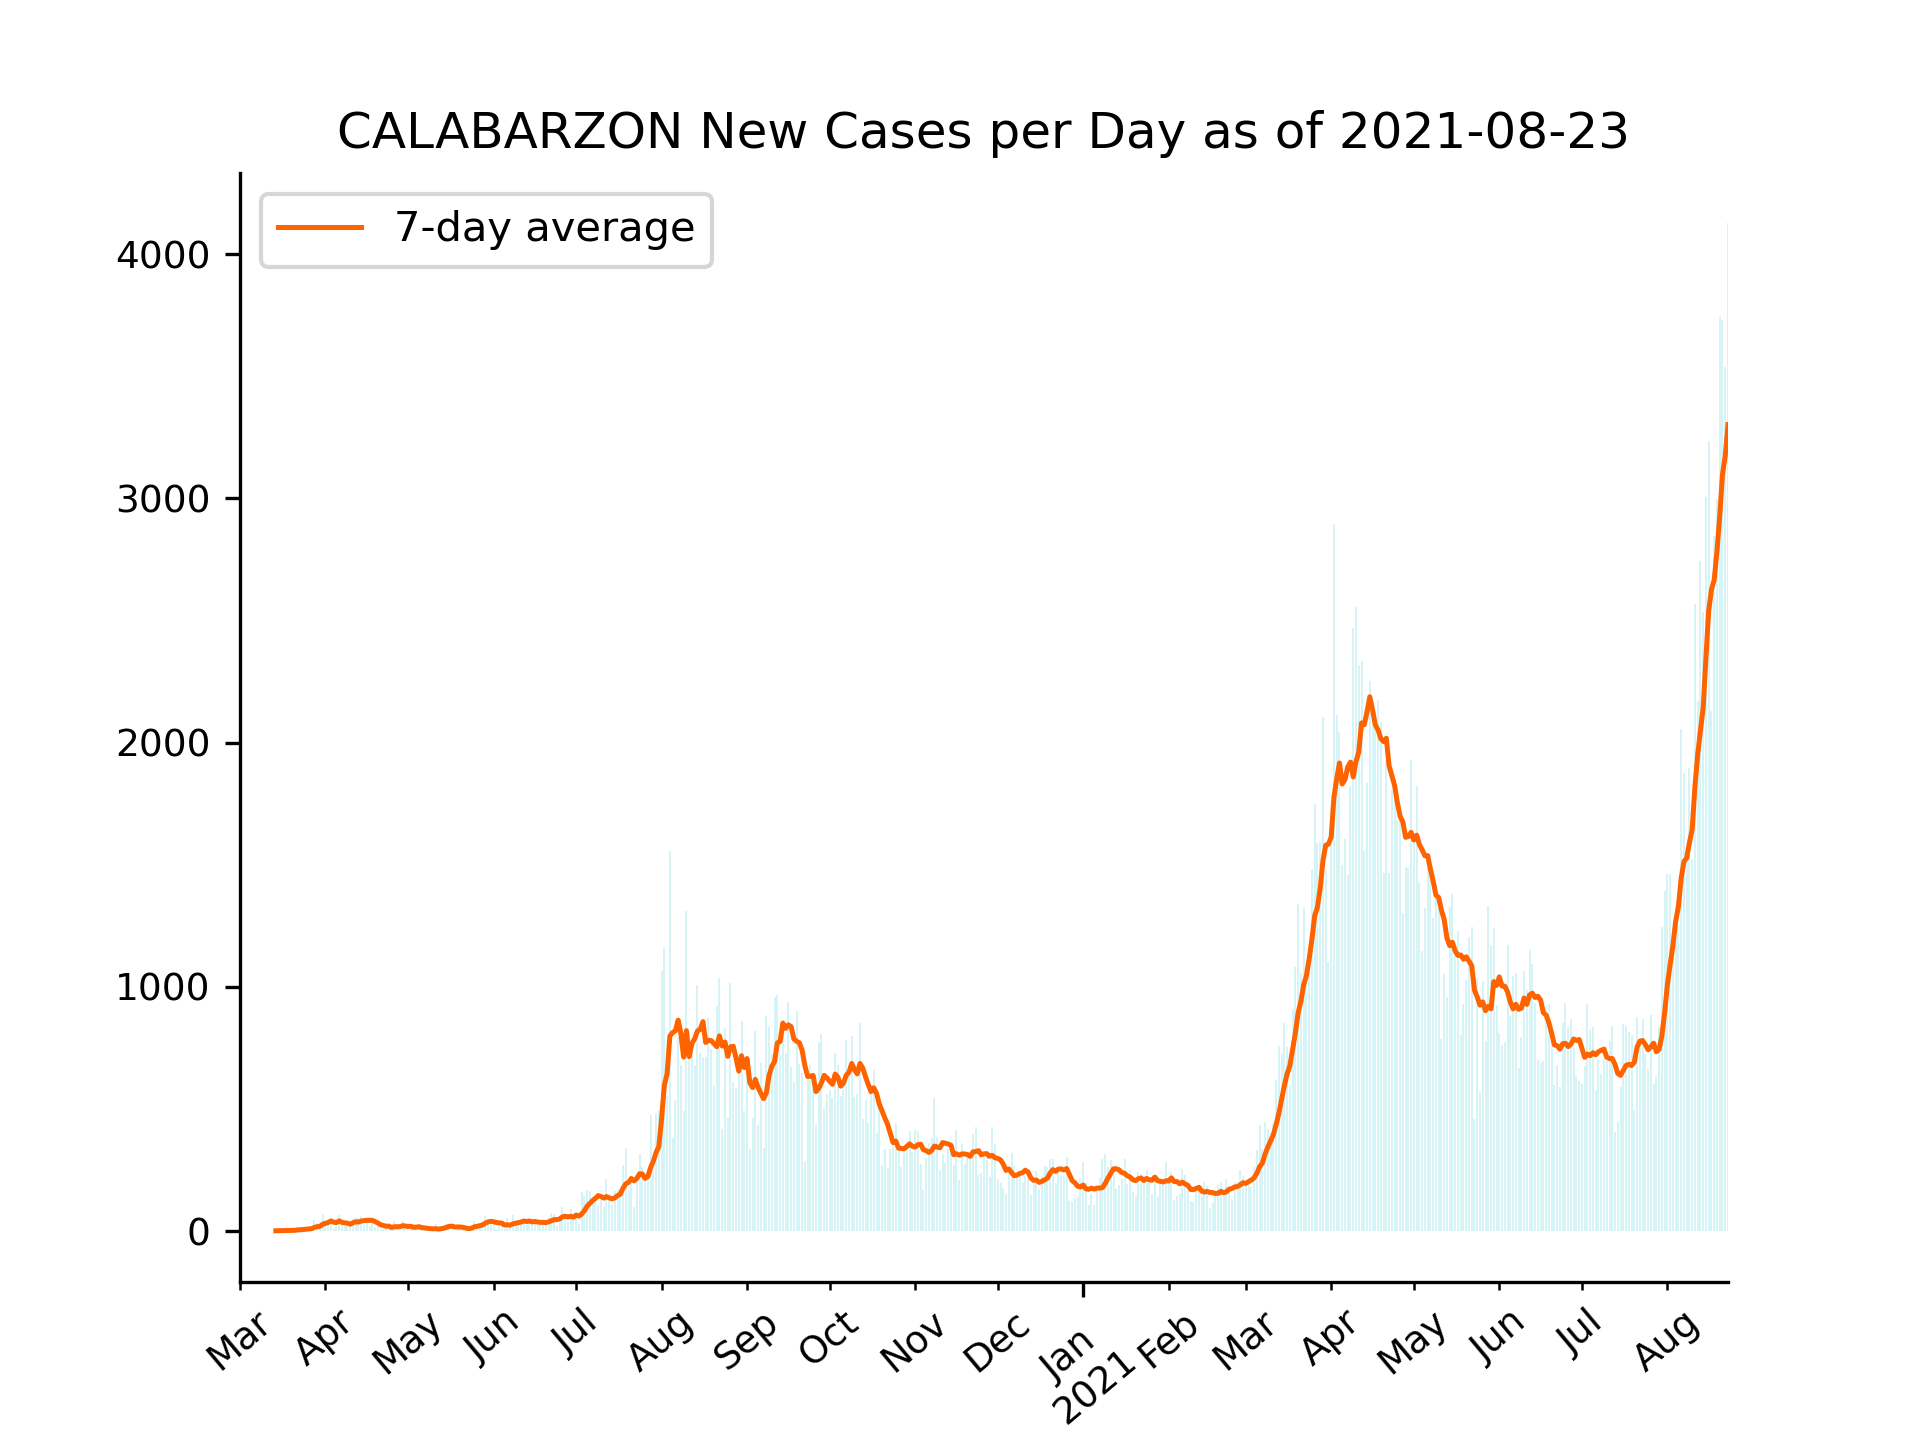 CALABARZON New Cases per Day as of 2021-08-23
7-day average
4000
3000
2000
1000
0
Mar
Apr
May
Jun
Jul
Aug
Sep
Oct
Nov
Dec
Jan
2021
Feb
Mar
Apr
May
Jun
Jul
Aug